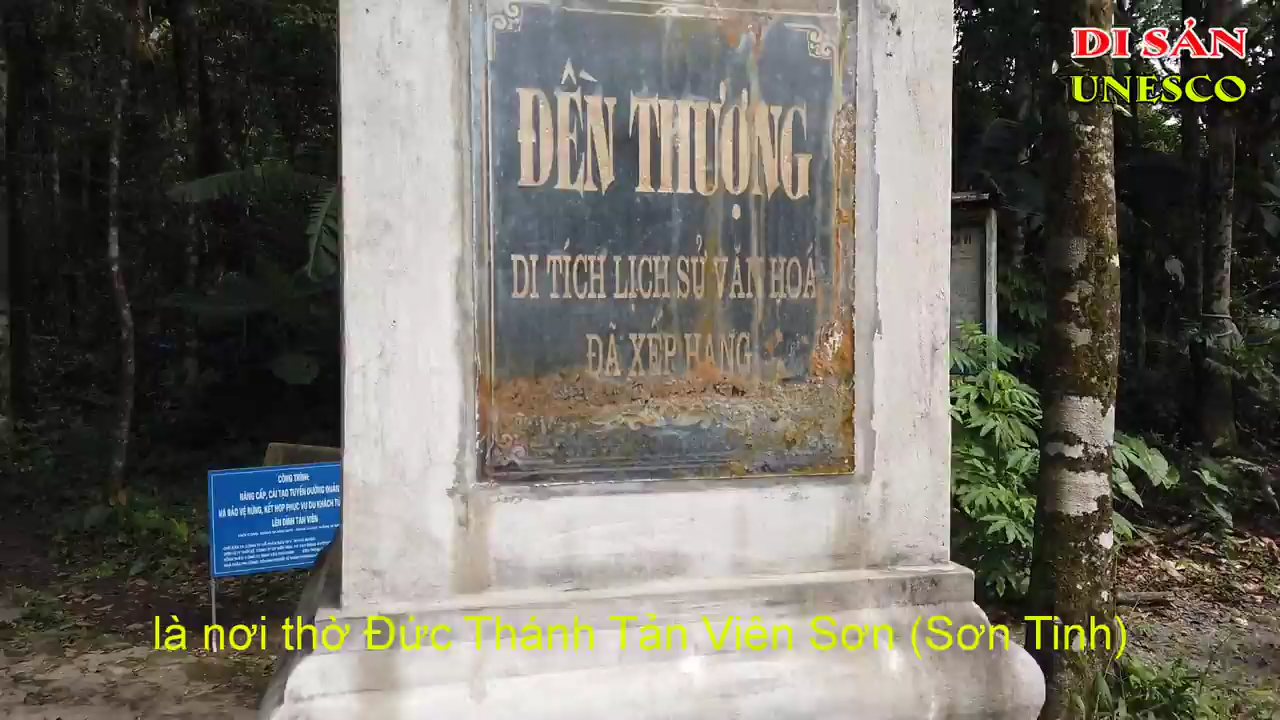 DI SẢN
UNESCO
ĐỀN THƯỢNG
DI TÍCH LỊCH SỬ VĂN HOÁ
ĐÃ XẾP HẠNG
CÔNG TRÌNH:
NÂNG CẤP, CẢI TẠO TUYẾN ĐƯỜNG QUẢN
VÀ BẢO VỆ RỪNG, KẾT HỢP PHỤC VỤ DU KHÁCH TỪ
LÊN ĐỈNH TẢN VIÊN
là nơi thờ Đức Thánh Tản Viên Sơn (Sơn Tinh)